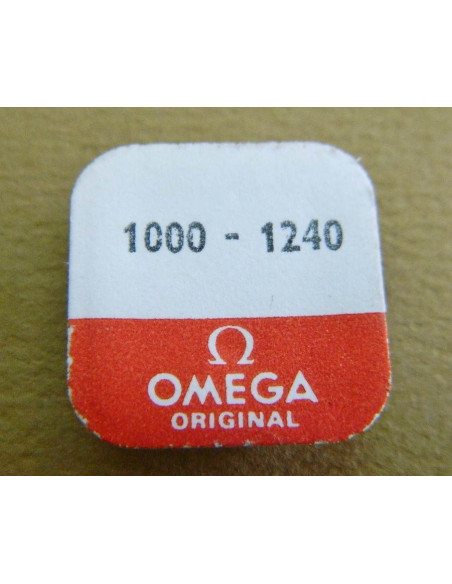 1000 - 1240
Ω
OMEGA
ORIGINAL